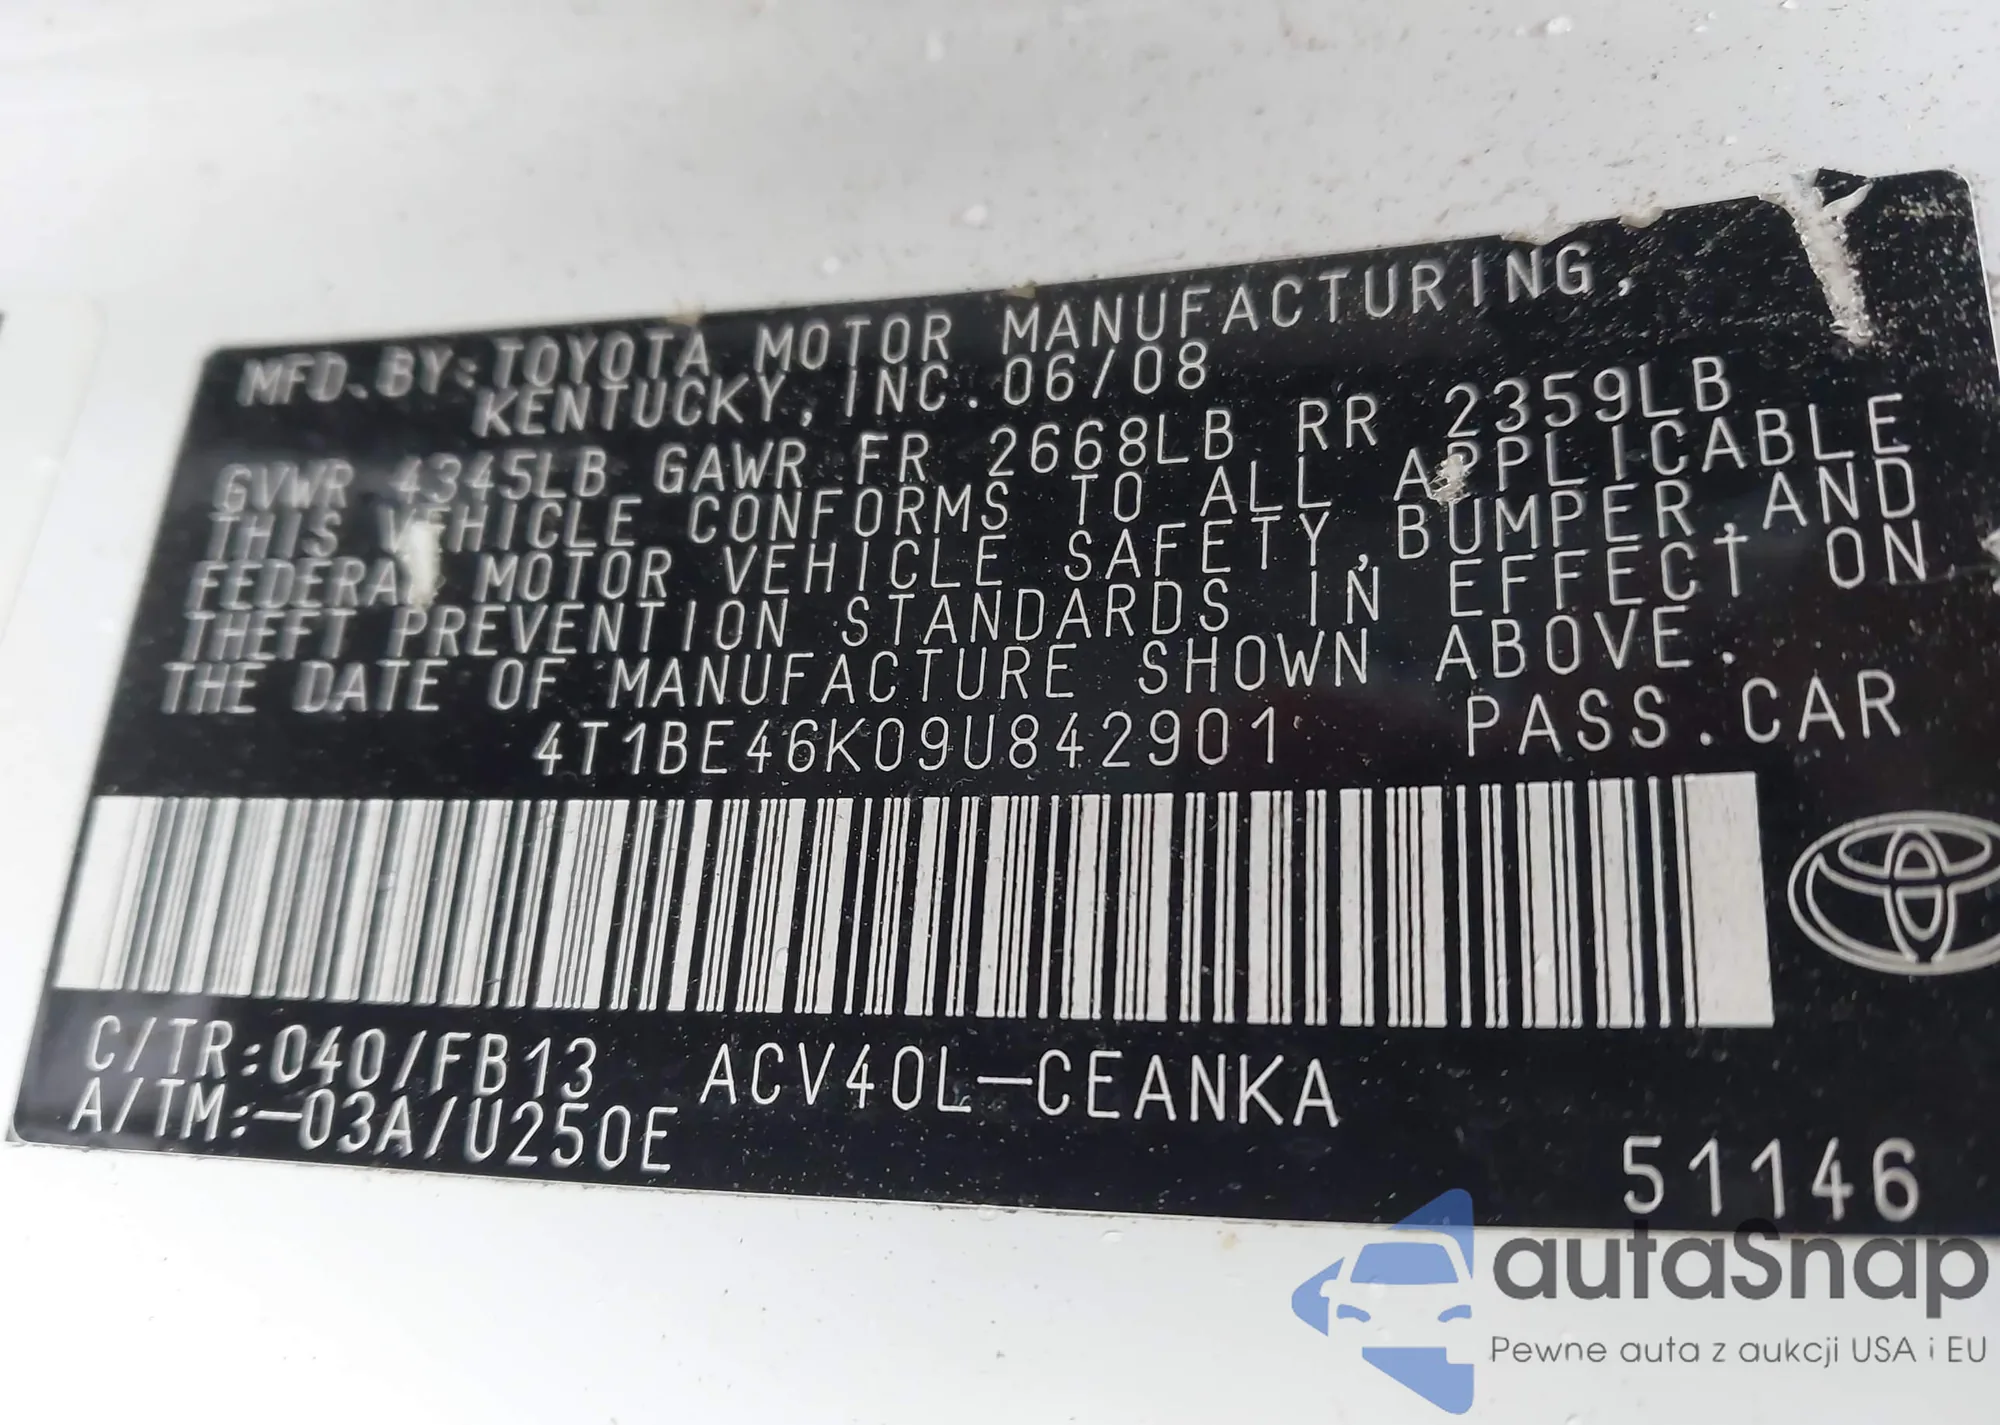 MFD.BY:TOYOTA MOTOR MANUFACTURING,
KENTUCKY, INC. 06/08
GVWR 4345LB GAWR FR 2668LB RR 2359LB
THIS VEHICLE CONFORMS TO ALL APPLICABLE
FEDERAL MOTOR VEHICLE SAFETY, BUMPER, AND
THEFT PREVENTION STANDARDS IN EFFECT ON
THE DATE OF MANUFACTURE SHOWN ABOVE.
4T1BE46K09U842901 PASS.CAR
C/TR:040/FB13 ACV40L-CEANKA
A/TM:-03A/U250E
51146
autaSnap
Pewne auta z aukcji USA i EU